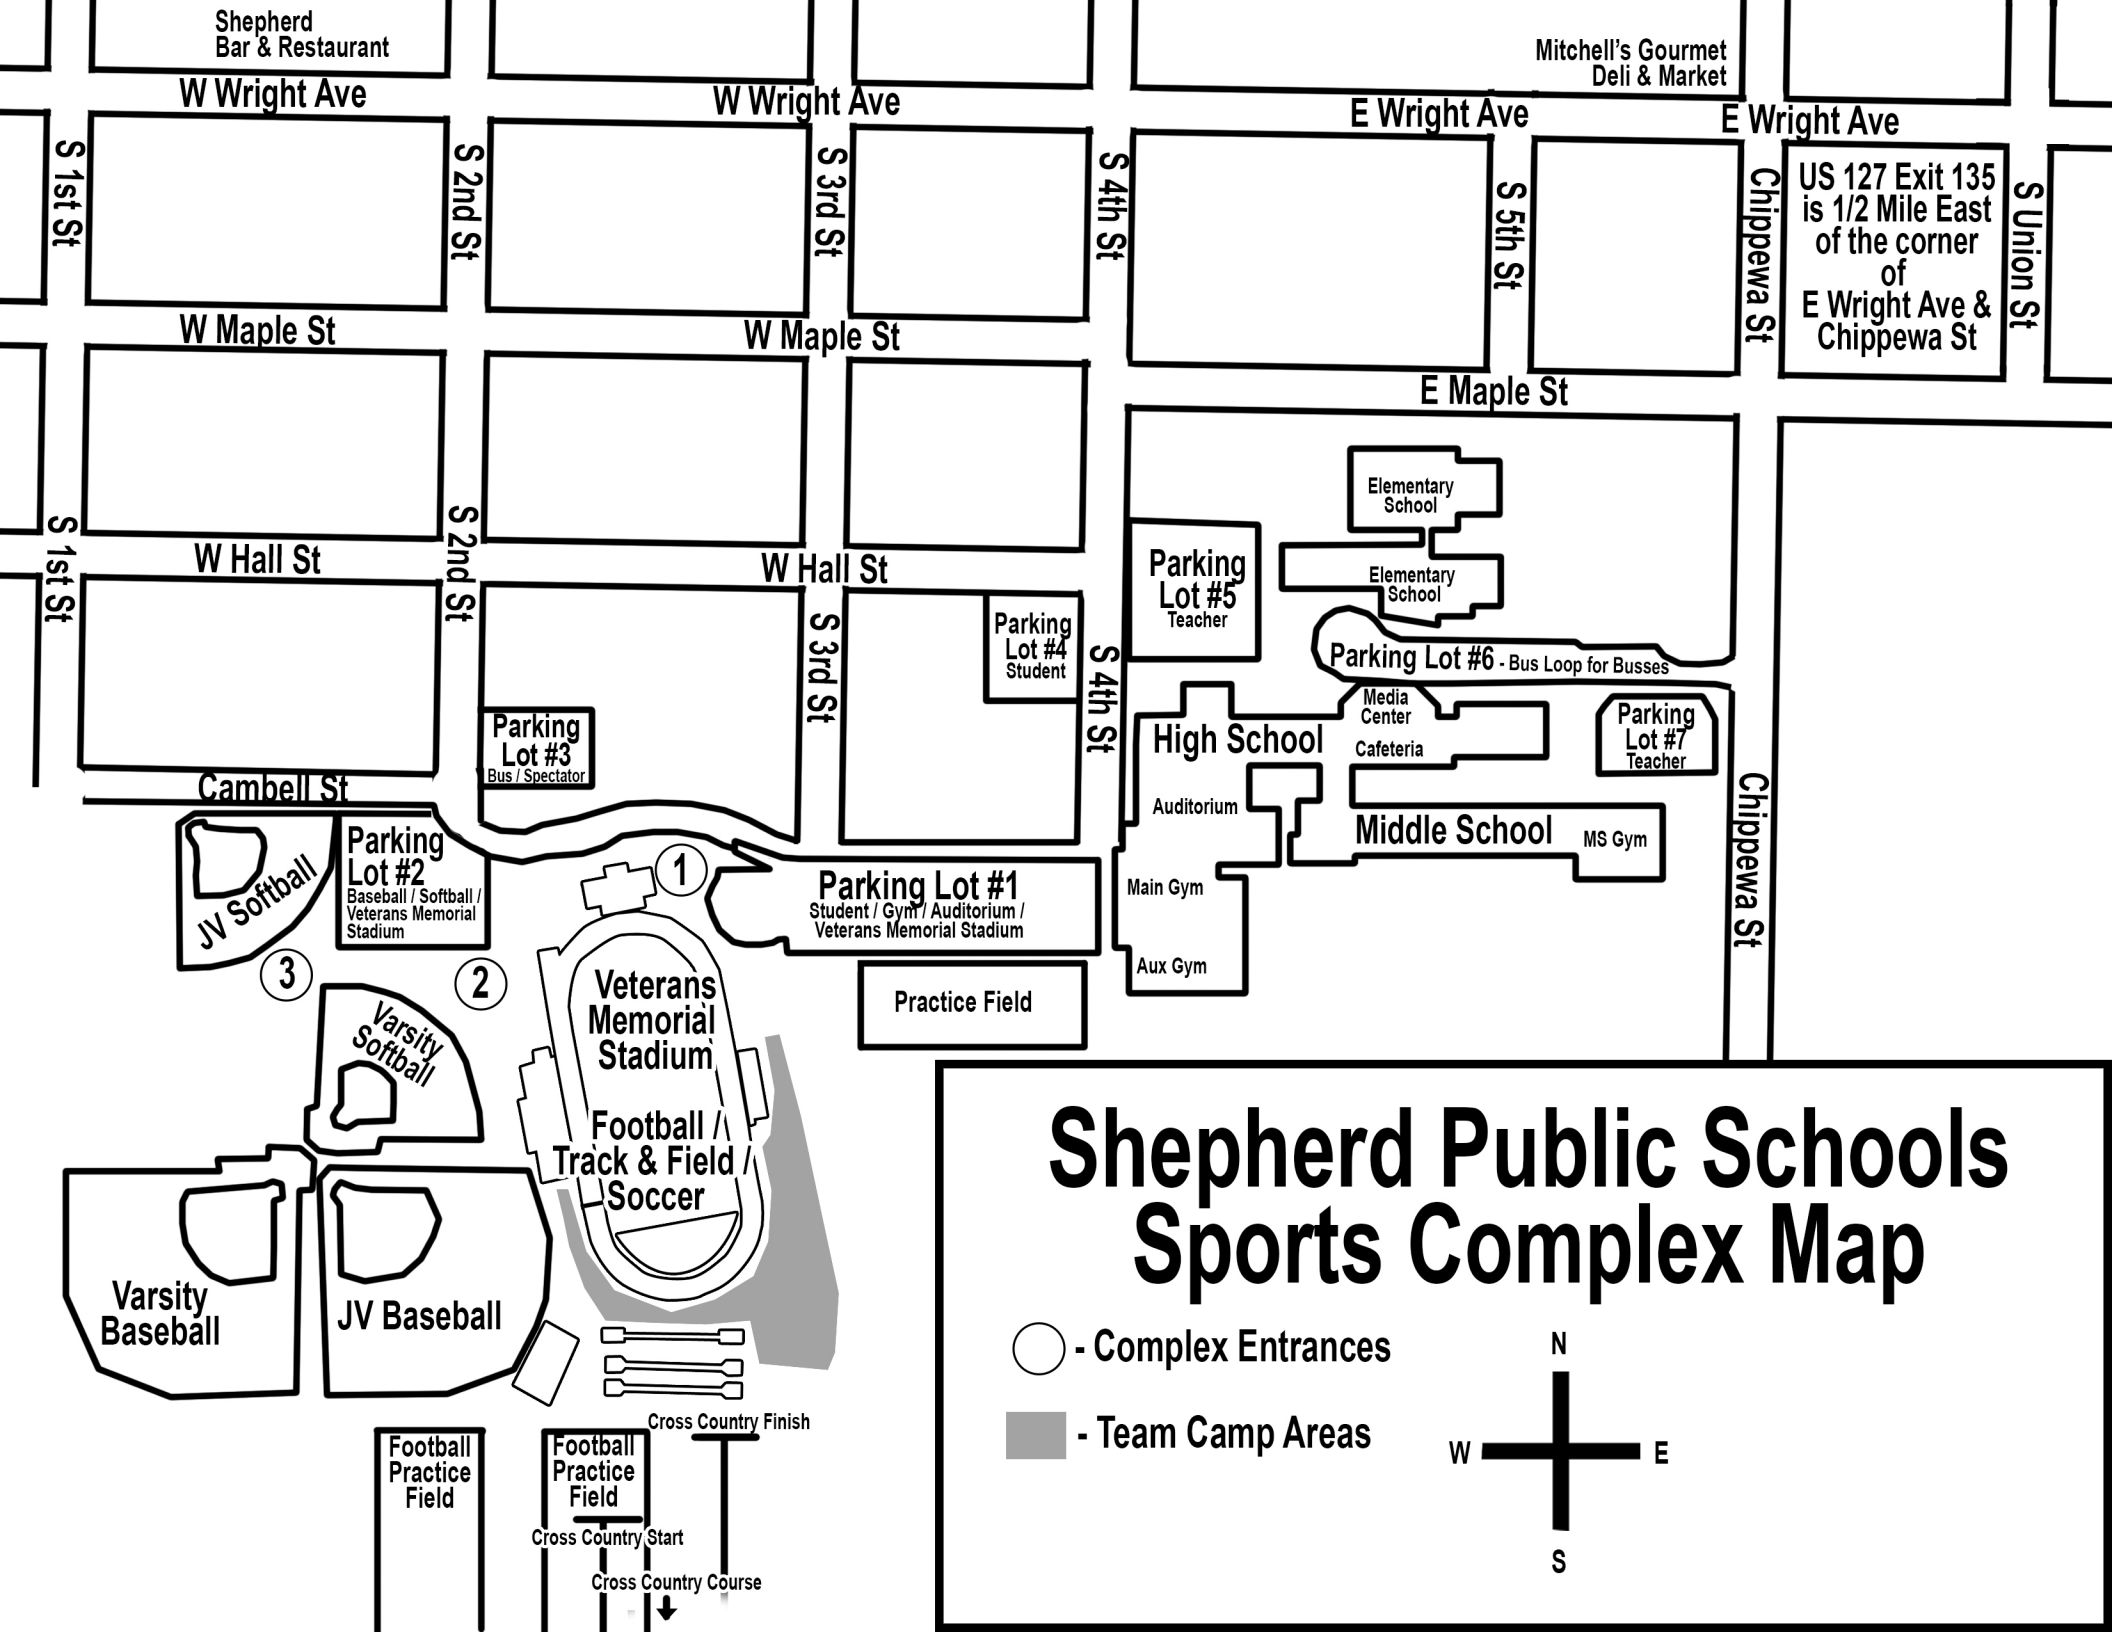 Shepherd
Bar & Restaurant
Mitchell's Gourmet
Deli & Market
W Wright Ave
W Wright Ave
E Wright Ave
E Wright Ave
S 1st St
S 2nd St
S 3rd St
S 4th St
S 5th St
Chippewa St
US 127 Exit 135
is 1/2 Mile East
of the corner
of
E Wright Ave &
Chippewa St
S Union St
W Maple St
W Maple St
E Maple St
Elementary
School
S 1st St
S 2nd St
W Hall St
W Hall St
Parking
Lot #5
Teacher
Elementary
School
Parking
Lot #4
Student
S 3rd St
S 4th St
Parking Lot #6 - Bus Loop for Busses
Media
Center
Cafeteria
High School
Parking
Lot #7
Teacher
Parking
Lot #3
Bus / Spectator
Cambell St
Auditorium
Middle School
MS Gym
Chippewa St
JV Softball
Parking
Lot #2
Baseball / Softball /
Veterans Memorial
Stadium
1
Parking Lot #1
Student / Gym / Auditorium /
Veterans Memorial Stadium
Main Gym
Aux Gym
3
2
Practice Field
Varsity
Softball
Veterans
Memorial
Stadium
Football /
Track & Field /
Soccer
Varsity
Baseball
JV Baseball
Cross Country Finish
Football
Practice
Field
Football
Practice
Field
Cross Country Start
Cross Country Course
Shepherd Public Schools
Sports Complex Map
- Complex Entrances
- Team Camp Areas
N
W
E
S